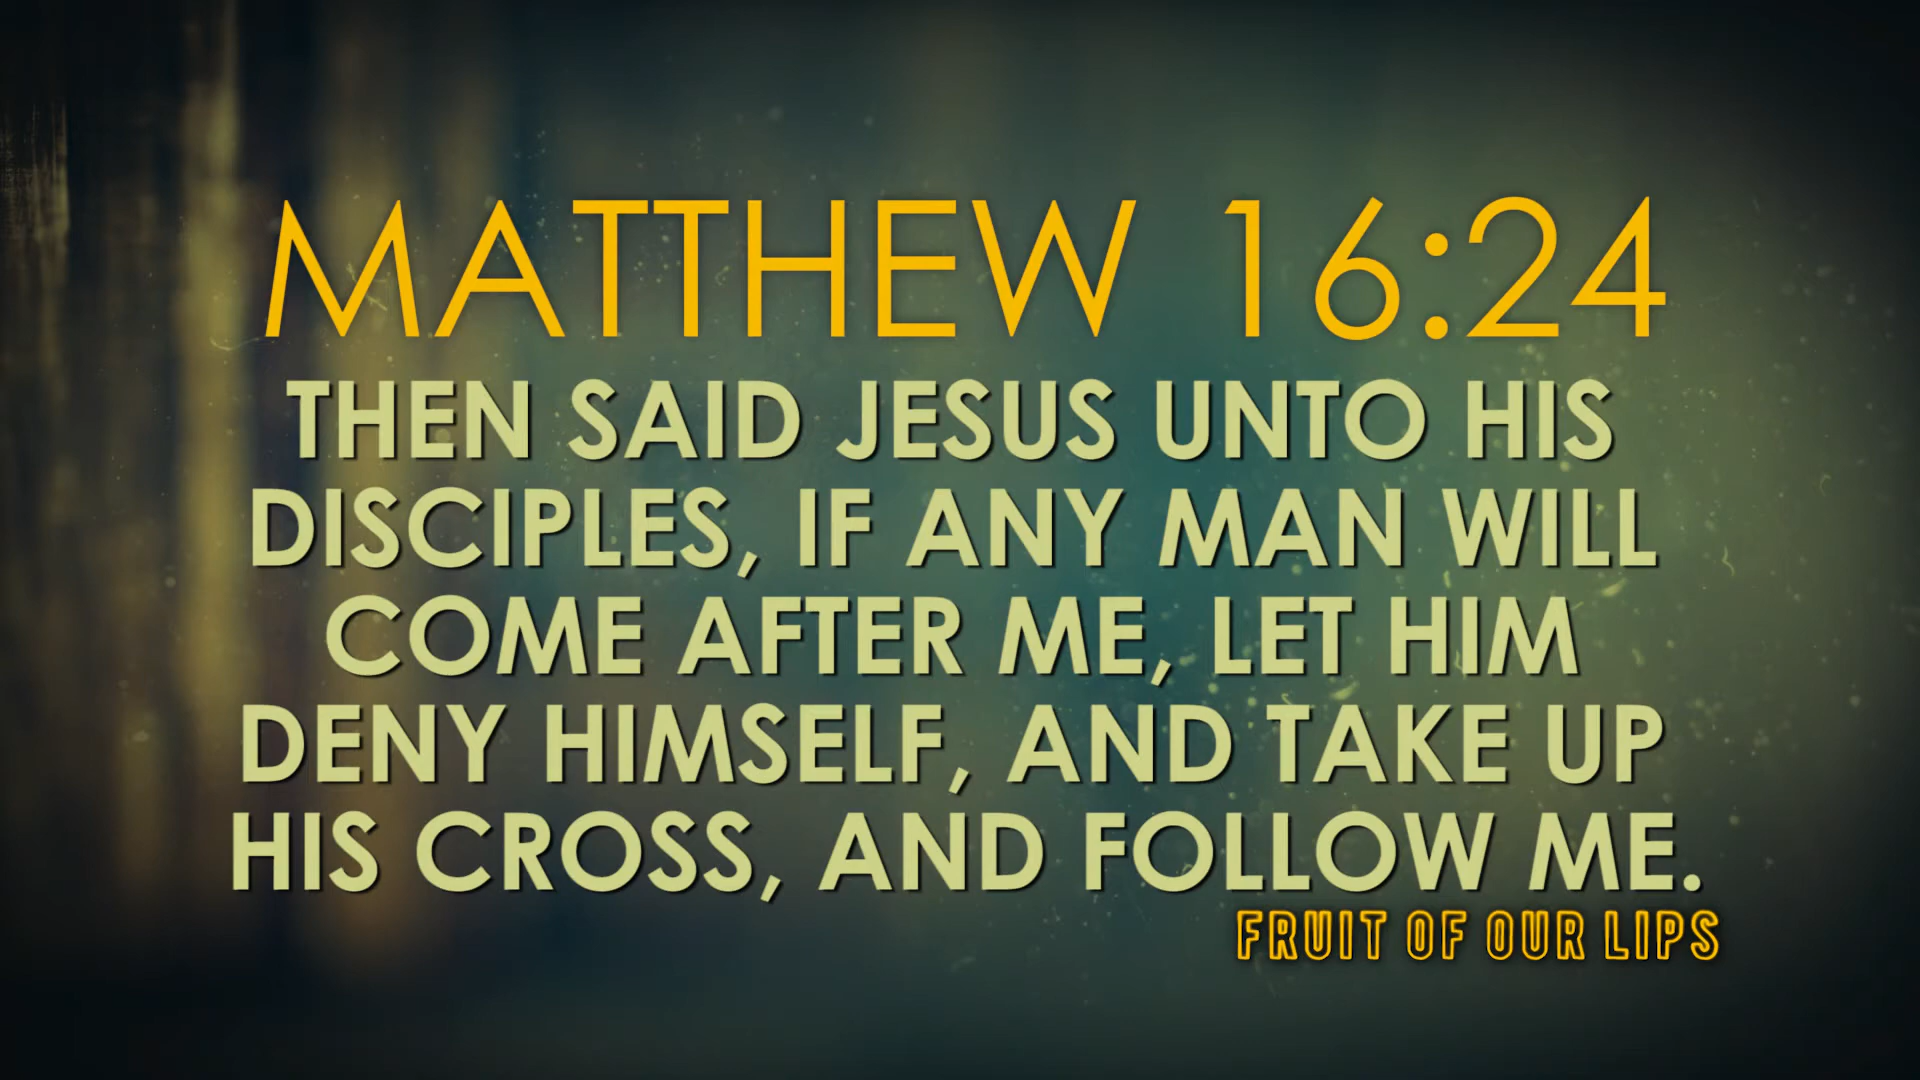 MATTHEW 16:24
THEN SAID JESUS UNTO HIS
DISCIPLES, IF ANY MAN WILL
COME AFTER ME, LET HIM
DENY HIMSELF, AND TAKE UP
HIS CROSS, AND FOLLOW ME.
FRUIT OF OUR LIPS